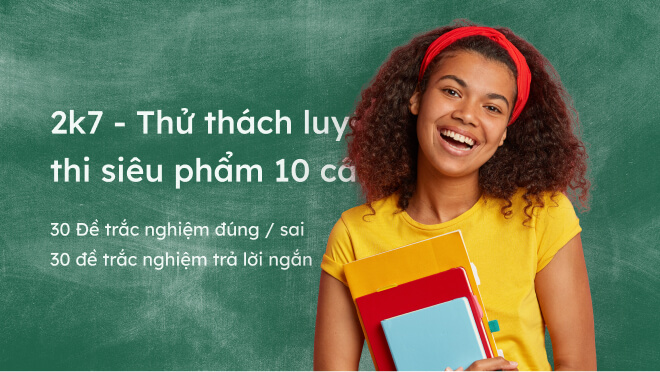 2k7 - Thử thách
thi siêu phẩm 10
30 Đề trắc nghiệm đúng / sai
30 đề trắc nghiệm trả lời ngắn